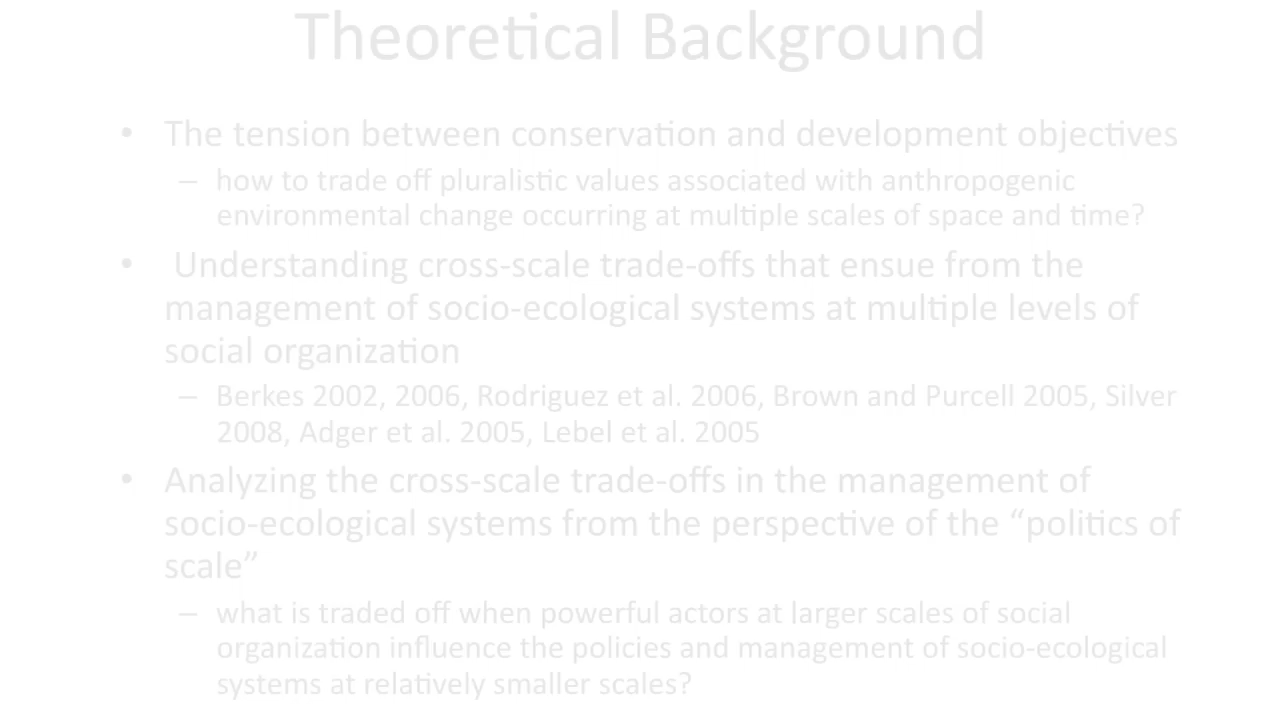 Theoretical Background
• The tension between conservation and development objectives
– how to trade off pluralistic values associated with anthropogenic
environmental change occurring at multiple scales of space and time?
• Understanding cross-scale trade-offs that ensue from the
management of socio-ecological systems at multiple levels of
social organization
– Berkes 2002, 2006, Rodriguez et al. 2006, Brown and Purcell 2005, Silver
2008, Adger et al. 2005, Lebel et al. 2005
• Analyzing the cross-scale trade-offs in the management of
socio-ecological systems from the perspective of the “politics of
scale”
– what is traded off when powerful actors at larger scales of social
organization influence the policies and management of socio-ecological
systems at relatively smaller scales?